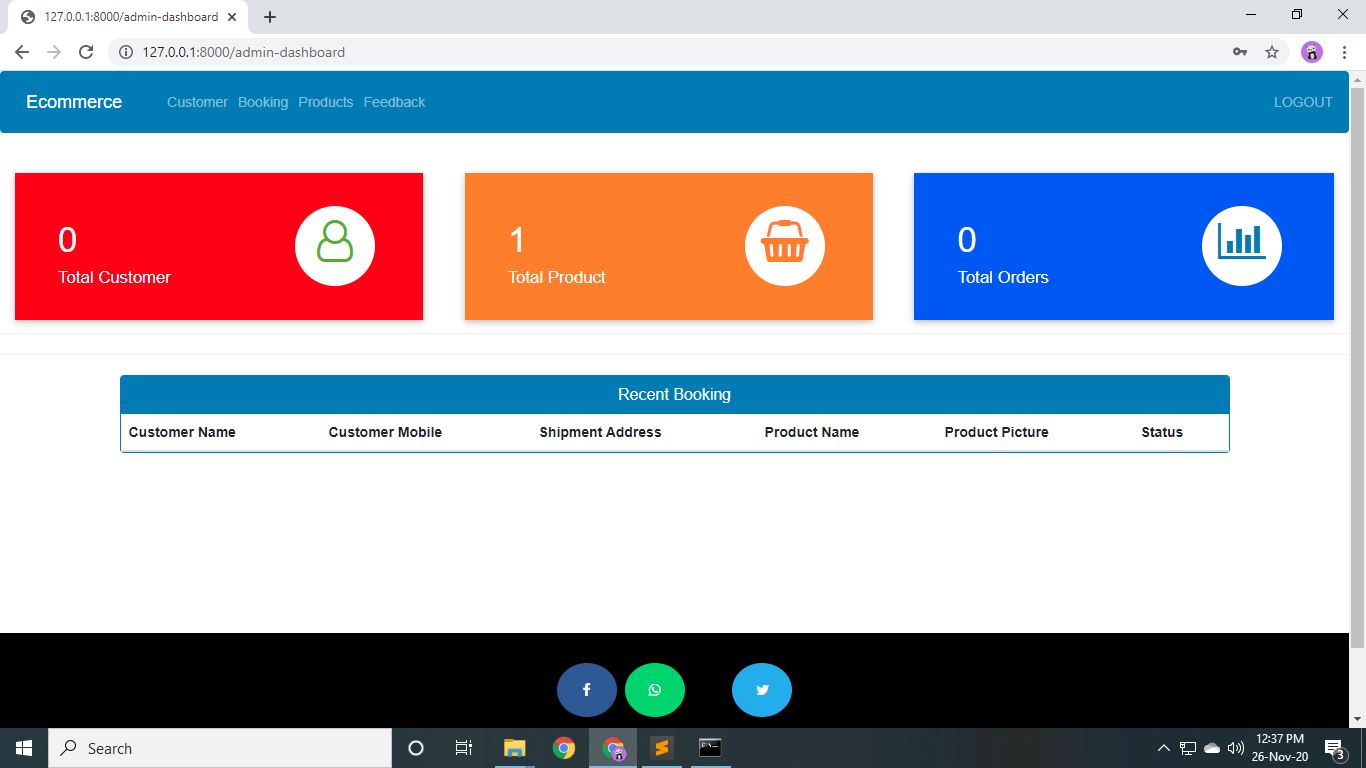 127.0.0.1:8000/admin-dashboard
127.0.0.1:8000/admin-dashboard
Ecommerce Customer Booking Products Feedback LOGOUT
0
Total Customer
1
Total Product
0
Total Orders
Recent Booking
Customer Name Customer Mobile Shipment Address Product Name Product Picture Status
Search
12:37 PM
26-Nov-20
3